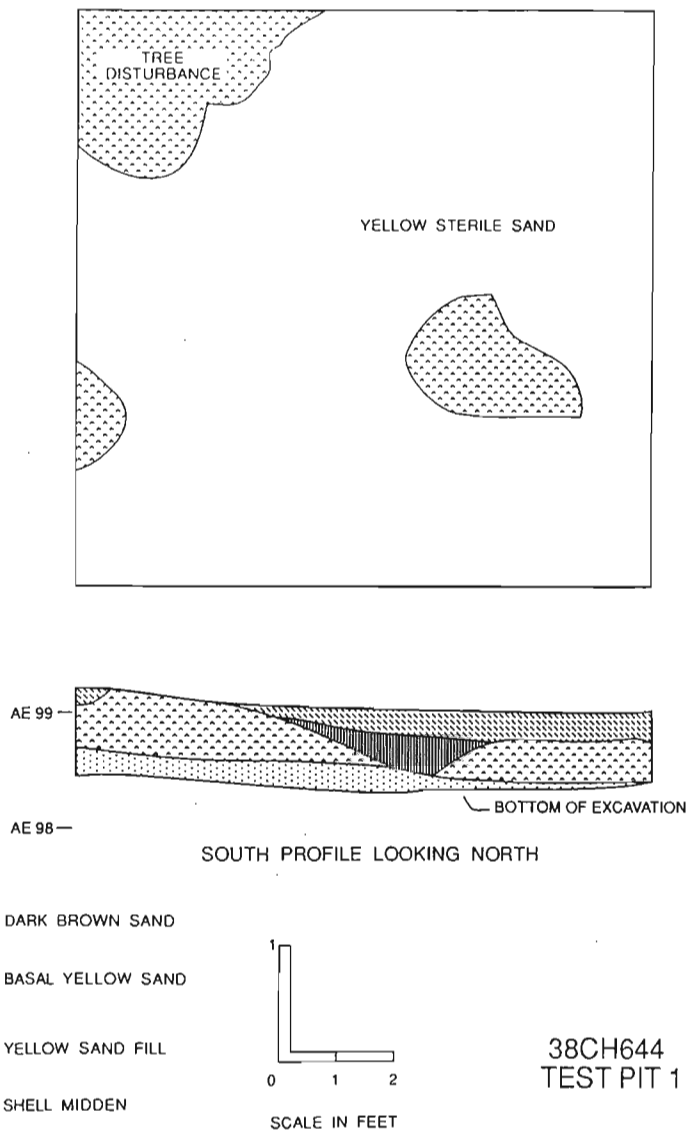 TREE
DISTURBANCE
YELLOW STERILE SAND
AE 99
BOTTOM OF EXCAVATION
AE 98
SOUTH PROFILE LOOKING NORTH
DARK BROWN SAND
BASAL YELLOW SAND
YELLOW SAND FILL
SHELL MIDDEN
1
0 1 2
SCALE IN FEET
38CH644
TEST PIT 1